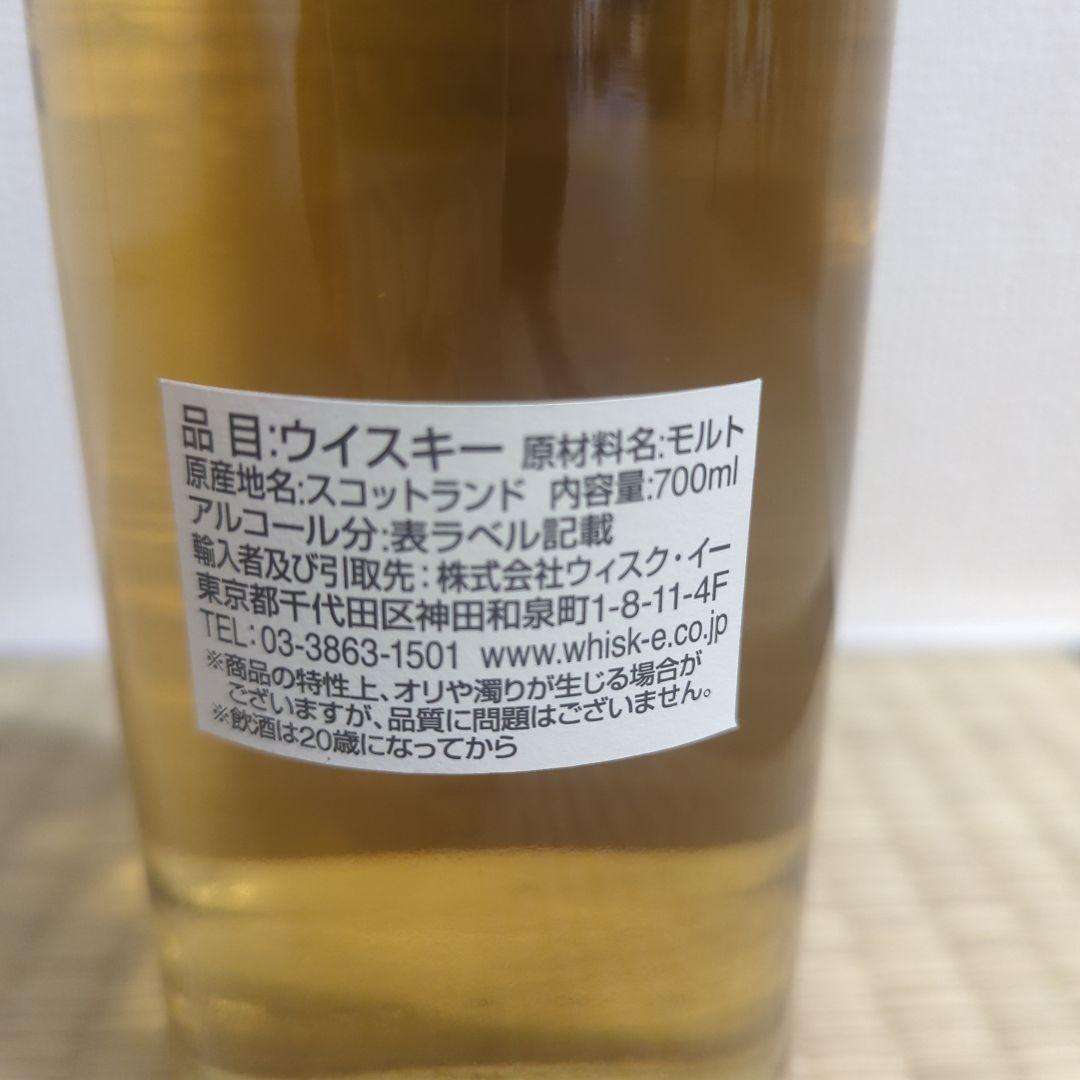 品 目:ウイスキー 原材料名:モルト
原産地名:スコットランド 内容量:700ml
アルコール分:表ラベル記載
輸入者及び引取先:株式会社ウィスク・イー
東京都千代田区神田和泉町1-8-11-4F
TEL:03-3863-1501 www.whisk-e.co.jp
※商品の特性上、オリや濁りが生じる場合が
ございますが、品質に問題はございません。
※飲酒は20歳になってから